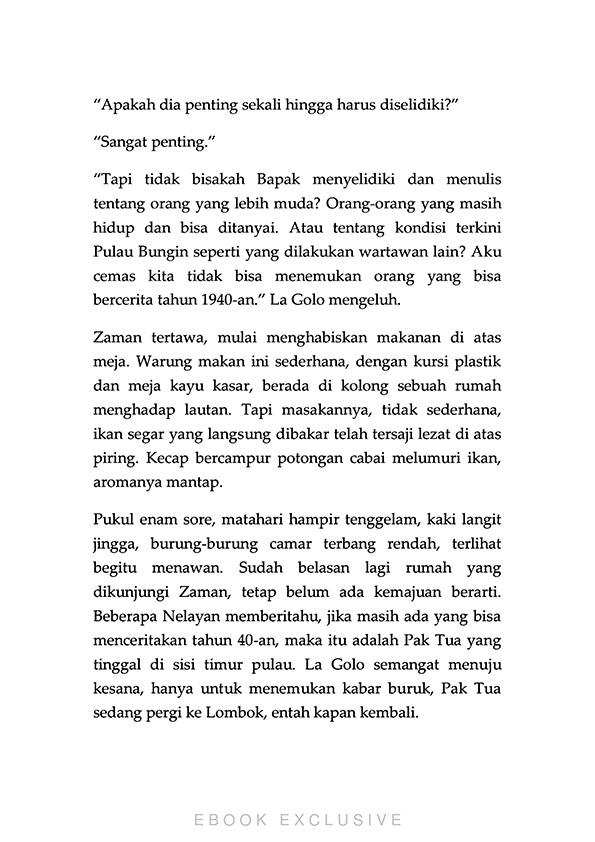 “Apakah dia penting sekali hingga harus diselidiki?”
“Sangat penting.”
“Tapi tidak bisakah Bapak menyelidiki dan menulis
tentang orang yang lebih muda? Orang-orang yang masih
hidup dan bisa ditanyai. Atau tentang kondisi terkini
Pulau Bungin seperti yang dilakukan wartawan lain? Aku
cemas kita tidak bisa menemukan orang yang bisa
bercerita tahun 1940-an.” La Golo mengeluh.
Zaman tertawa, mulai menghabiskan makanan di atas
meja. Warung makan ini sederhana, dengan kursi plastik
dan meja kayu kasar, berada di kolong sebuah rumah
menghadap lautan. Tapi masakannya, tidak sederhana,
ikan segar yang langsung dibakar telah tersaji lezat di atas
piring. Kecap bercampur potongan cabai melumuri ikan,
aromanya mantap.
Pukul enam sore, matahari hampir tenggelam, kaki langit
jingga, burung-burung camar terbang rendah, terlihat
begitu menawan. Sudah belasan lagi rumah yang
dikunjungi Zaman, tetap belum ada kemajuan berarti.
Beberapa Nelayan memberitahu, jika masih ada yang bisa
menceritakan tahun 40-an, maka itu adalah Pak Tua yang
tinggal di sisi timur pulau. La Golo semangat menuju
kesana, hanya untuk menemukan kabar buruk, Pak Tua
sedang pergi ke Lombok, entah kapan kembali.
EBOOK EXCLUSIVE